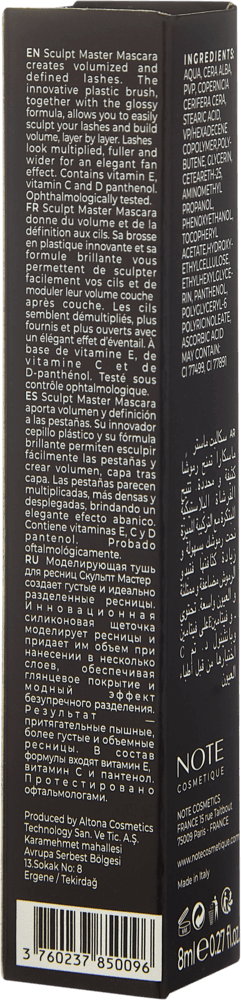 EN Sculpt Master Mascara
creates volumized and
defined lashes. The
innovative plastic brush,
together with the glossy
formula, allows you to easily
sculpt your lashes and build
volume, layer by layer. Lashes
look multiplied, fuller and
wider for an elegant fan
effect. Contains vitamin E,
vitamin C and D panthenol.
Ophthalmologically tested.
FR Sculpt Master Mascara
donne du volume et de la
définition aux cils. Sa brosse
en plastique innovante et sa
formule brillante vous
permettent de sculpter
facilement vos cils et de
moduler leur volume couche
après couche. Les cils
semblent démultipliés, plus
fournis et plus ouverts avec
un élégant effet d'éventail. À
base de vitamine E, de
vitamine C et de
D-panthénol. Testé sous
contrôle ophtalmologique.
ES Sculpt Master Mascara
aporta volumen y definición
a las pestañas. Su innovador
cepillo plástico y su fórmula
brillante permiten esculpir
fácilmente las pestañas y
crear volumen, capa tras
capa. Las pestañas parecen
multiplicadas, más densas y
desplegadas, brindando un
elegante efecto abanico.
Contiene vitaminas E, C y D
pantenol. Probado
oftalmológicamente.
RU Моделирующая тушь
для ресниц Скульпт Мастер
создает густые и идеально
разделенные ресницы.
Инновационная
силиконовая щеточка
моделирует ресницы и
придает им объем при
нанесении в несколько
слоев, обеспечивая
глянцевое покрытие и
модный эффект
безупречного разделения.
Результат -
притягательные пышные,
более густые и объемные
ресницы. В состав
формулы входят витамин Е,
витамин С и пантенол.
Протестировано
офтальмологами.
Produced by Altona Cosmetics
Technology San. Ve Tic. A.Ş.
Karamehmet mahallesi
Avrupa Serbest Bölgesi
13.Sokak No: 8
Ergene / Tekirdağ
3 760237 850096
INGREDIENTS:
AQUA, CERA ALBA,
PVP, COPERNICIA
CERIFERA CERA,
STEARIC ACID,
VP/HEXADECENE
COPOLYMER, POLY-
BUTENE, GLYCERIN,
CETEARETH-25,
AMINOMETHYL
PROPANOL,
PHENOXYETHANOL,
TOCOPHERYL
ACETATE, HYDROXY-
ETHYLCELLULOSE,
ETHYLHEXYLGLYCE-
RIN, PANTHENOL,
POLYGLYCERYL-6
POLYRICINOLEATE,
ASCORBIC ACID
MAY CONTAIN:
CI 77499, CI 77861
AR
NOTE
COSMETIQUE
NOTE COSMETICS
FRANCE 15 rue Taitbout
75009 Paris - FRANCE
www.notecosmetique.com
Made in Turkey
8ml e 0.27 fl. oz